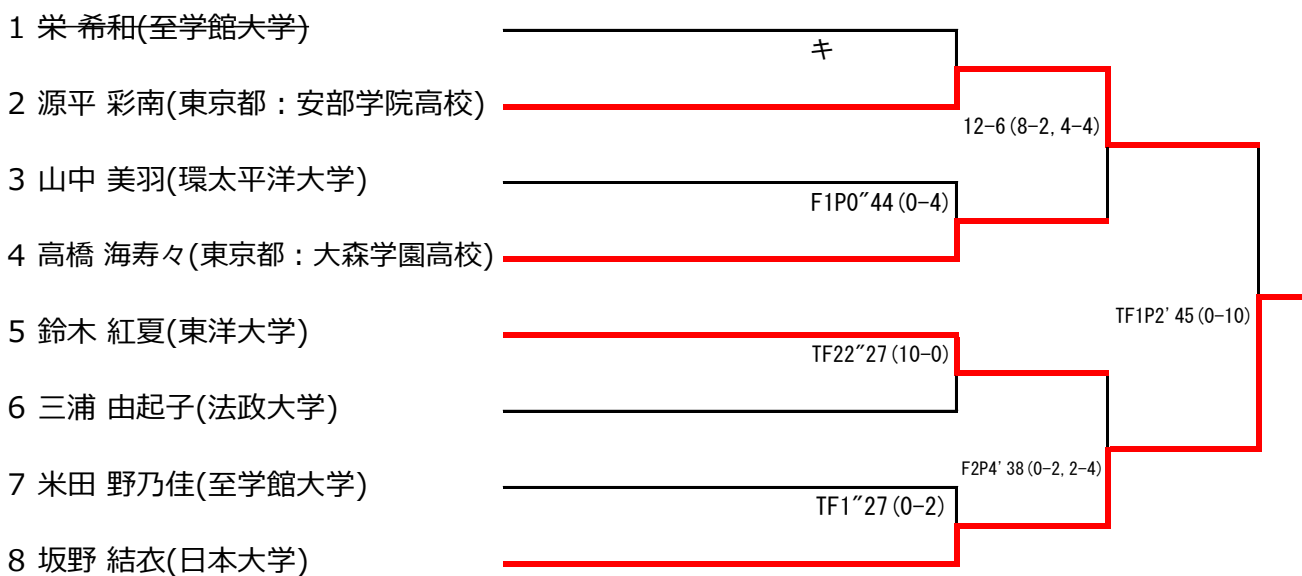 1 栄 希和(至学館大学)
キ
2 源平 彩南(東京都：安部学院高校)
12-6(8-2,4-4)
3 山中 美羽(環太平洋大学)
F1P0″44(0-4)
4 高橋 海寿々(東京都：大森学園高校)
TF1P2'45(0-10)
5 鈴木 紅夏(東洋大学)
TF22″27(10-0)
6 三浦 由起子(法政大学)
F2P4'38(0-2,2-4)
7 米田 野乃佳(至学館大学)
TF1″27(0-2)
8 坂野 結衣(日本大学)